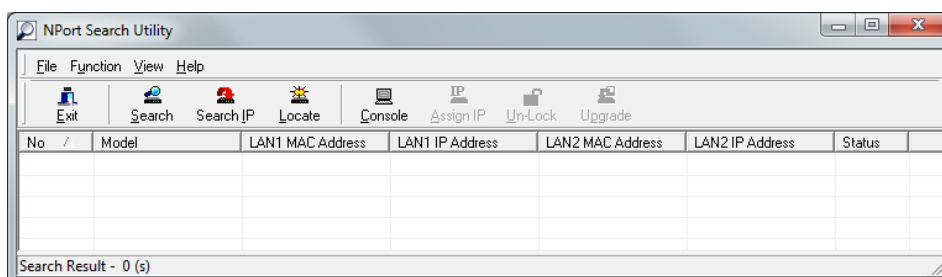 NPort Search Utility
File Function View Help
Exit Search Search IP Locate Console Assign IP Un-Lock Upgrade
No Model LAN1 MAC Address LAN1 IP Address LAN2 MAC Address LAN2 IP Address Status
Search Result - 0 (s)